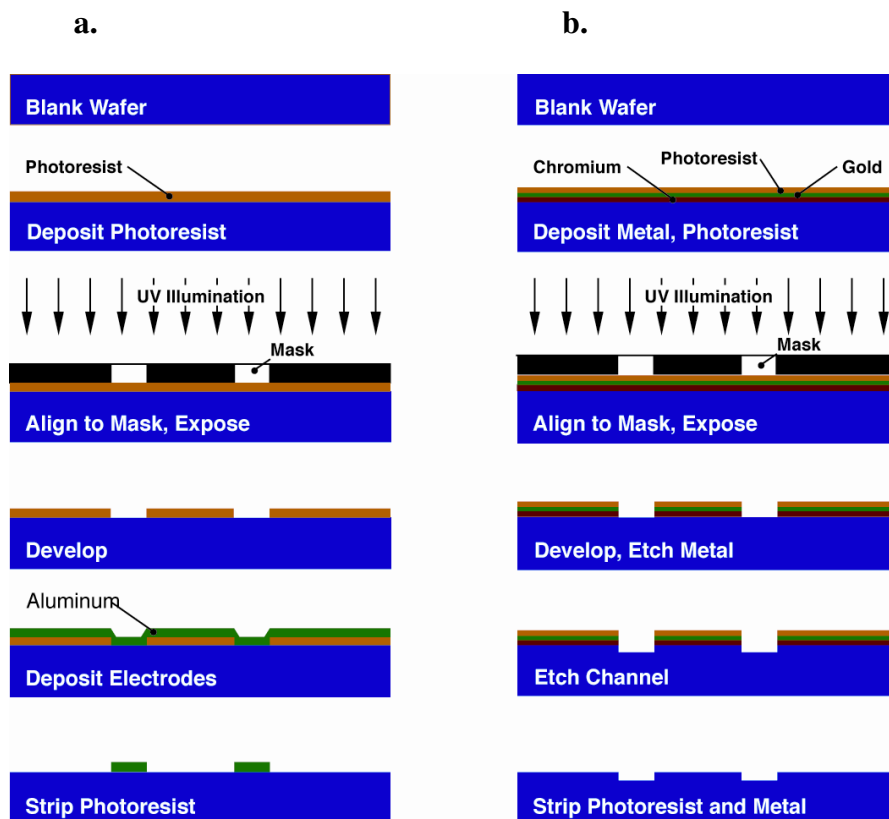 a.
Blank Wafer
Photoresist
Deposit Photoresist
UV Illumination
Mask
Align to Mask, Expose
Develop
Aluminum
Deposit Electrodes
Strip Photoresist
b.
Blank Wafer
Photoresist
Chromium
Gold
Deposit Metal, Photoresist
UV Illumination
Mask
Align to Mask, Expose
Develop, Etch Metal
Etch Channel
Strip Photoresist and Metal